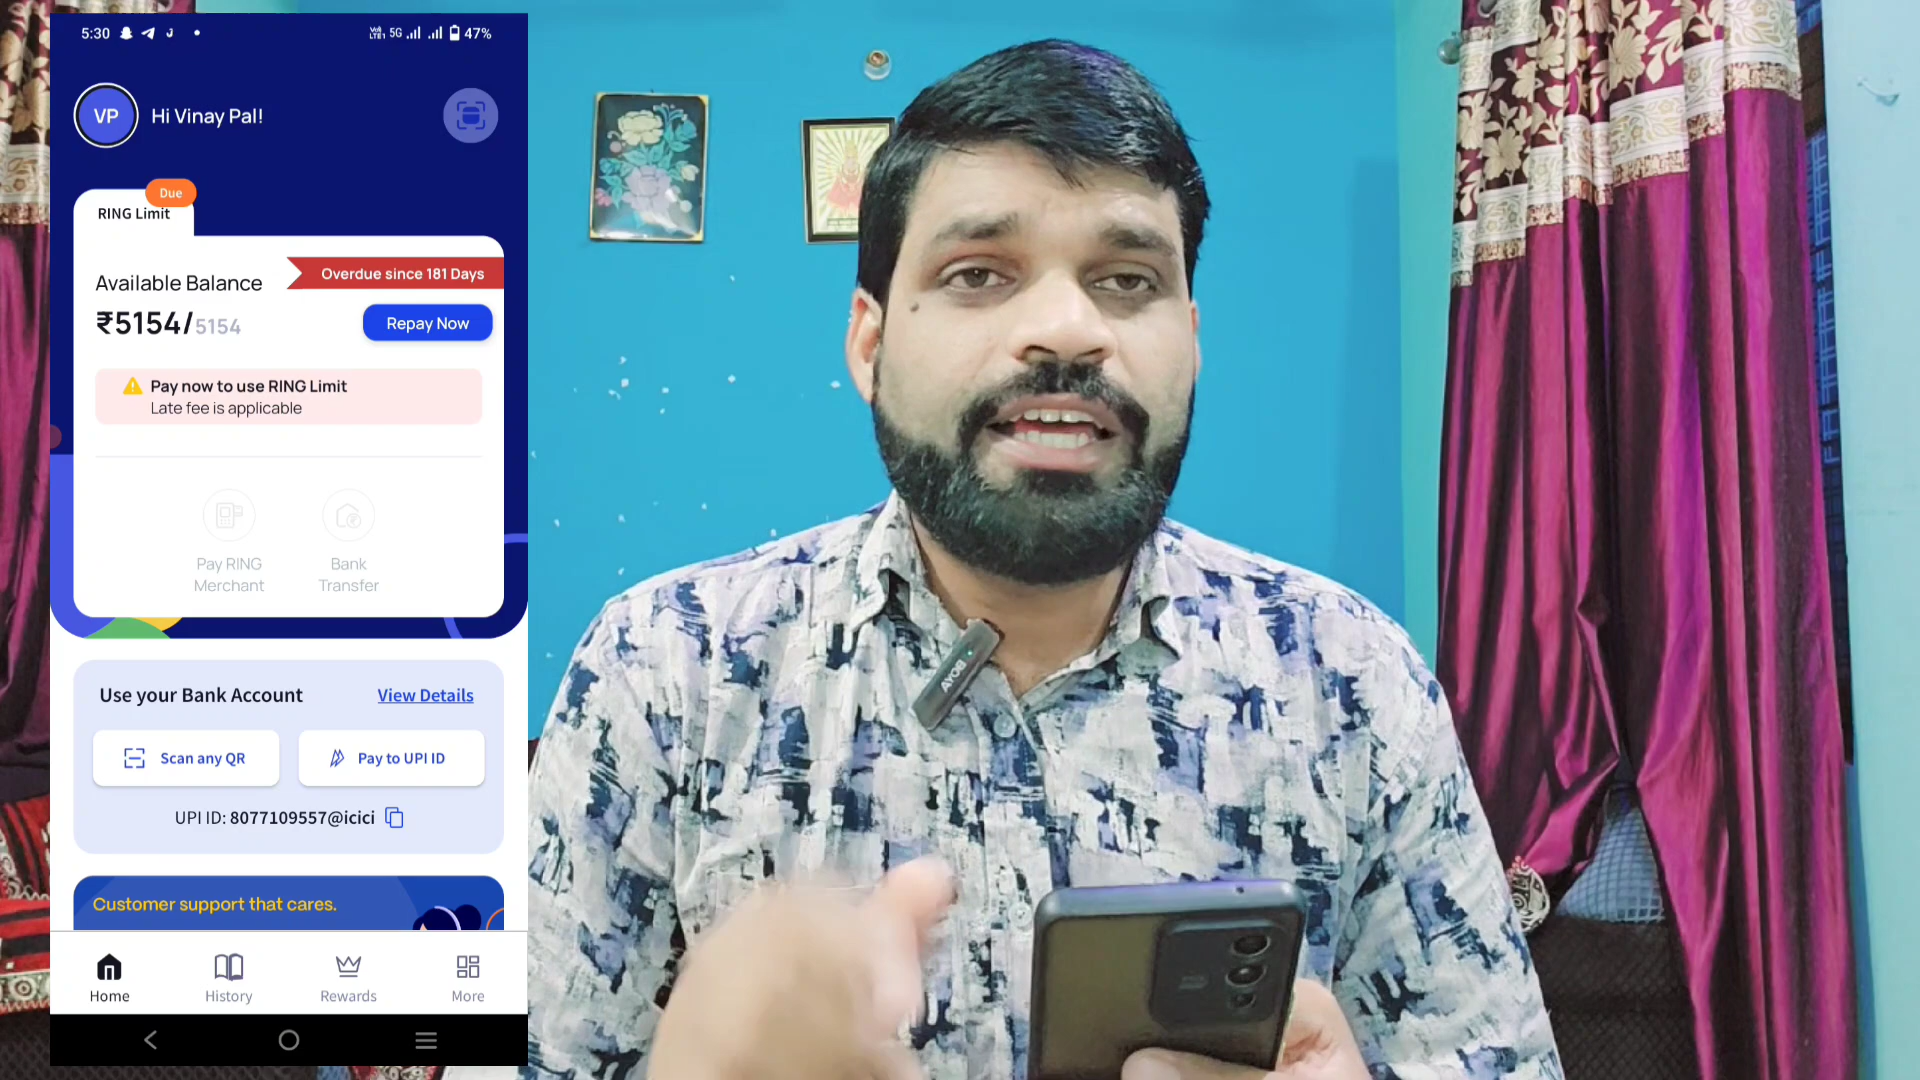 5:30
VoLTE1 5G 47%
VP
Hi Vinay Pal!
Due
RING Limit
Overdue since 181 Days
Available Balance
₹5154/5154
Repay Now
Pay now to use RING Limit
Late fee is applicable
Pay RING Merchant
Bank Transfer
Use your Bank Account
View Details
Scan any QR
Pay to UPI ID
UPI ID: 8077109557@icici
Customer support that cares.
Home
History
Rewards
More
BOYA